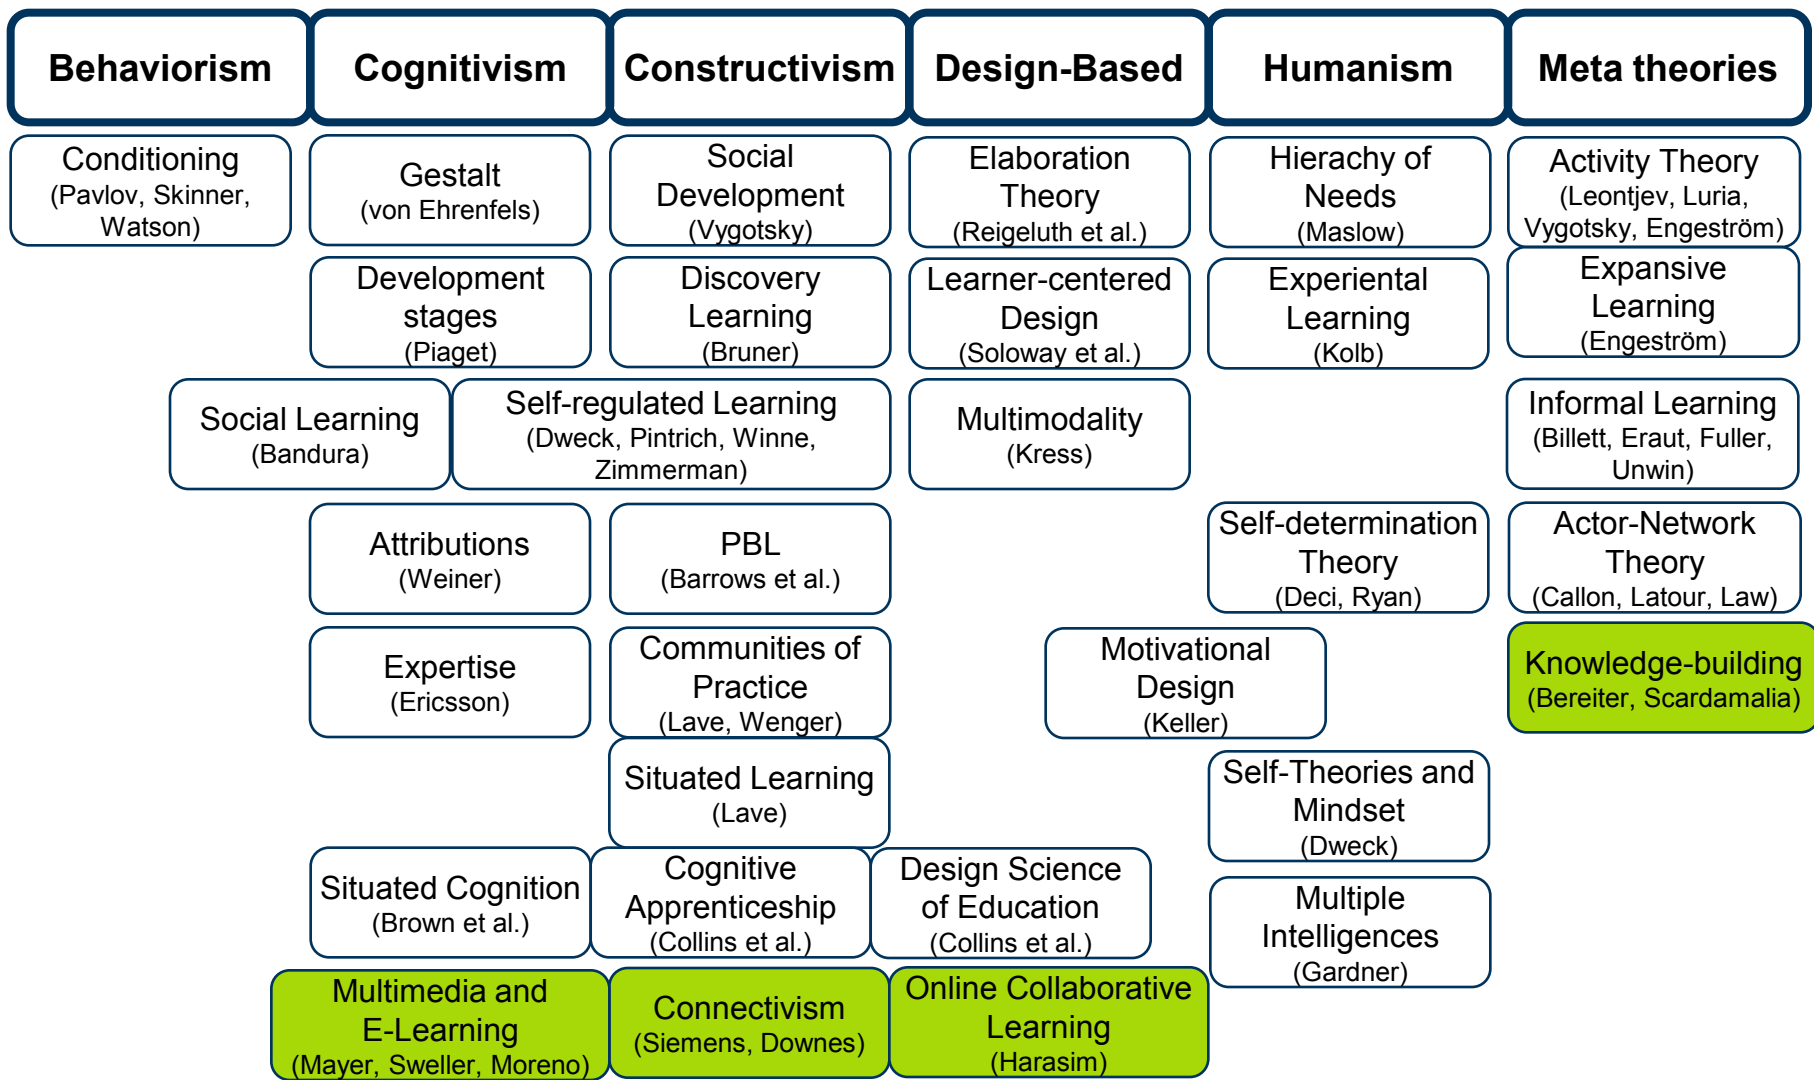 Behaviorism
Cognitivism
Constructivism
Design-Based
Humanism
Meta theories
Conditioning
(Pavlov, Skinner,
Watson)
Gestalt
(von Ehrenfels)
Social
Development
(Vygotsky)
Elaboration
Theory
(Reigeluth et al.)
Hierachy of
Needs
(Maslow)
Activity Theory
(Leontjev, Luria,
Vygotsky, Engeström)
Development
stages
(Piaget)
Discovery
Learning
(Bruner)
Learner-centered
Design
(Soloway et al.)
Experiental
Learning
(Kolb)
Expansive
Learning
(Engeström)
Social Learning
(Bandura)
Self-regulated Learning
(Dweck, Pintrich, Winne,
Zimmerman)
Multimodality
(Kress)
Informal Learning
(Billett, Eraut, Fuller,
Unwin)
Attributions
(Weiner)
PBL
(Barrows et al.)
Self-determination
Theory
(Deci, Ryan)
Actor-Network
Theory
(Callon, Latour, Law)
Expertise
(Ericsson)
Communities of
Practice
(Lave, Wenger)
Motivational
Design
(Keller)
Knowledge-building
(Bereiter, Scardamalia)
Situated Learning
(Lave)
Self-Theories and
Mindset
(Dweck)
Situated Cognition
(Brown et al.)
Cognitive
Apprenticeship
(Collins et al.)
Design Science
of Education
(Collins et al.)
Multiple
Intelligences
(Gardner)
Multimedia and
E-Learning
(Mayer, Sweller, Moreno)
Connectivism
(Siemens, Downes)
Online Collaborative
Learning
(Harasim)